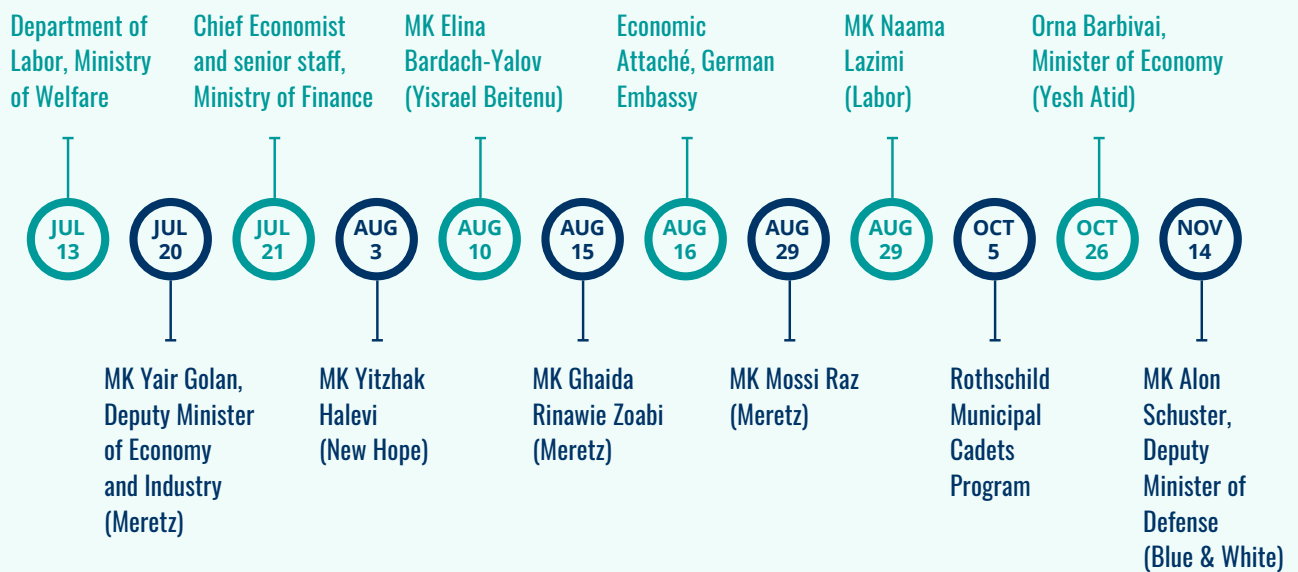 Department of
Labor, Ministry
of Welfare
Chief Economist
and senior staff,
Ministry of Finance
MK Elina
Bardach-Yalov
(Yisrael Beitenu)
Economic
Attaché, German
Embassy
MK Naama
Lazimi
(Labor)
Orna Barbivai,
Minister of Economy
(Yesh Atid)
JUL
13
JUL
20
JUL
21
AUG
3
AUG
10
AUG
15
AUG
16
AUG
29
AUG
29
OCT
5
OCT
26
NOV
14
MK Yair Golan,
Deputy Minister
of Economy
and Industry
(Meretz)
MK Yitzhak
Halevi
(New Hope)
MK Ghaida
Rinawie Zoabi
(Meretz)
MK Mossi Raz
(Meretz)
Rothschild
Municipal
Cadets
Program
MK Alon
Schuster,
Deputy
Minister of
Defense
(Blue & White)